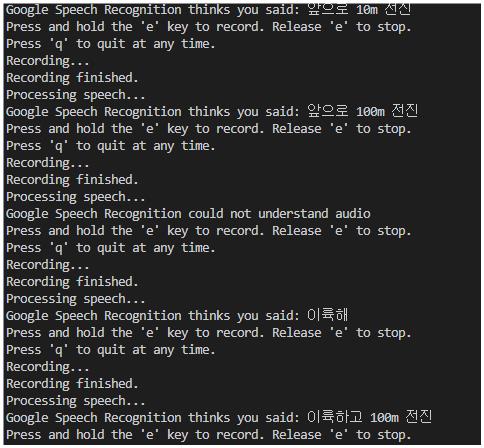 Google Speech Recognition thinks you said: 앞으로 10m 전진
Press and hold the 'e' key to record. Release 'e' to stop.
Press 'q' to quit at any time.
Recording...
Recording finished.
Processing speech...
Google Speech Recognition thinks you said: 앞으로 100m 전진
Press and hold the 'e' key to record. Release 'e' to stop.
Press 'q' to quit at any time.
Recording...
Recording finished.
Processing speech...
Google Speech Recognition could not understand audio
Press and hold the 'e' key to record. Release 'e' to stop.
Press 'q' to quit at any time.
Recording...
Recording finished.
Processing speech...
Google Speech Recognition thinks you said: 이륙해
Press and hold the 'e' key to record. Release 'e' to stop.
Press 'q' to quit at any time.
Recording...
Recording finished.
Processing speech...
Google Speech Recognition thinks you said: 이륙하고 100m 전진
Press and hold the 'e' key to record. Release 'e' to stop.